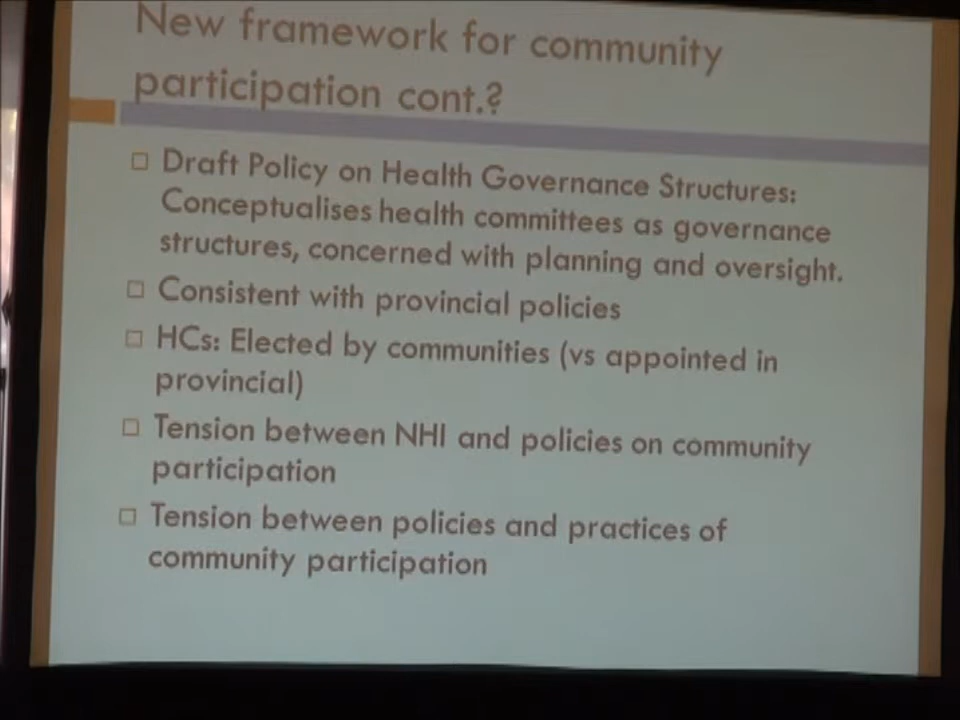 New framework for community
participation cont.?
Draft Policy on Health Governance Structures:
Conceptualises health committees as governance
structures, concerned with planning and oversight.
Consistent with provincial policies
HCs: Elected by communities (vs appointed in
provincial)
Tension between NHI and policies on community
participation
Tension between policies and practices of
community participation